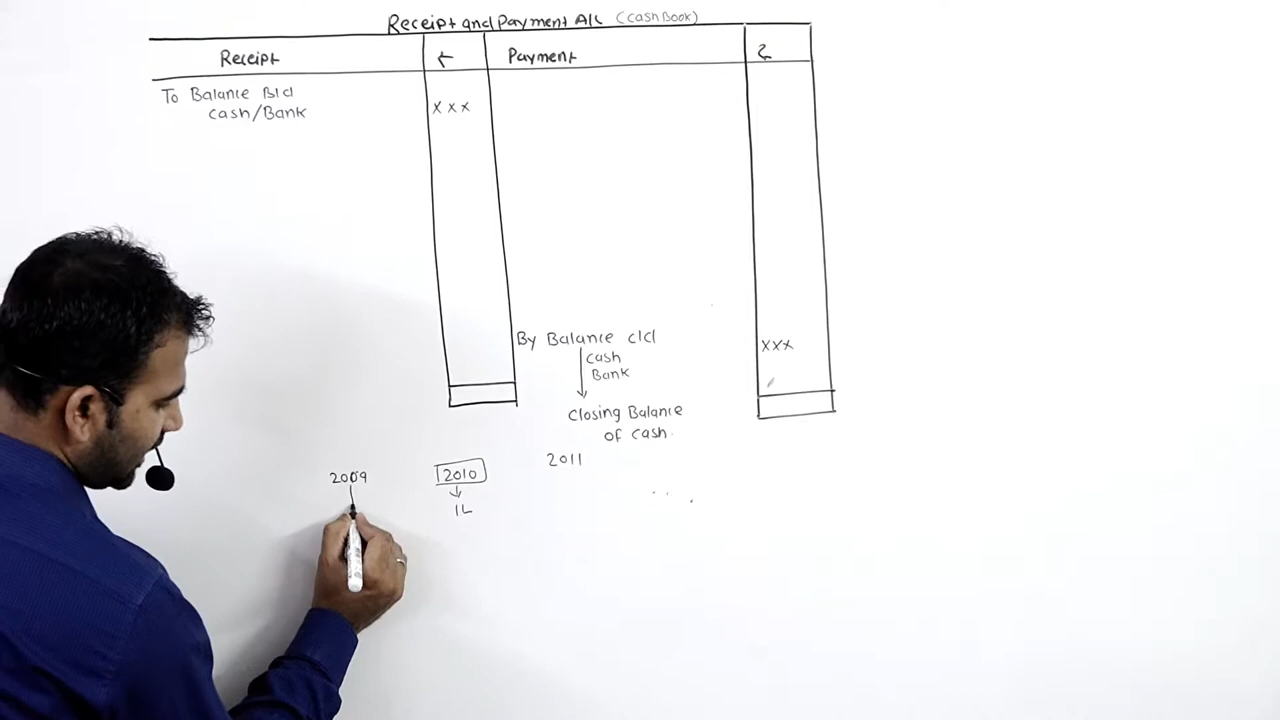 Receipt and Payment A/c (cash Book)
Receipt ₹ Payment ₹
To Balance B/d
cash/Bank xxx
By Balance c/d xxx
cash
Bank
Closing Balance
of cash.
2009 2010 2011
1L